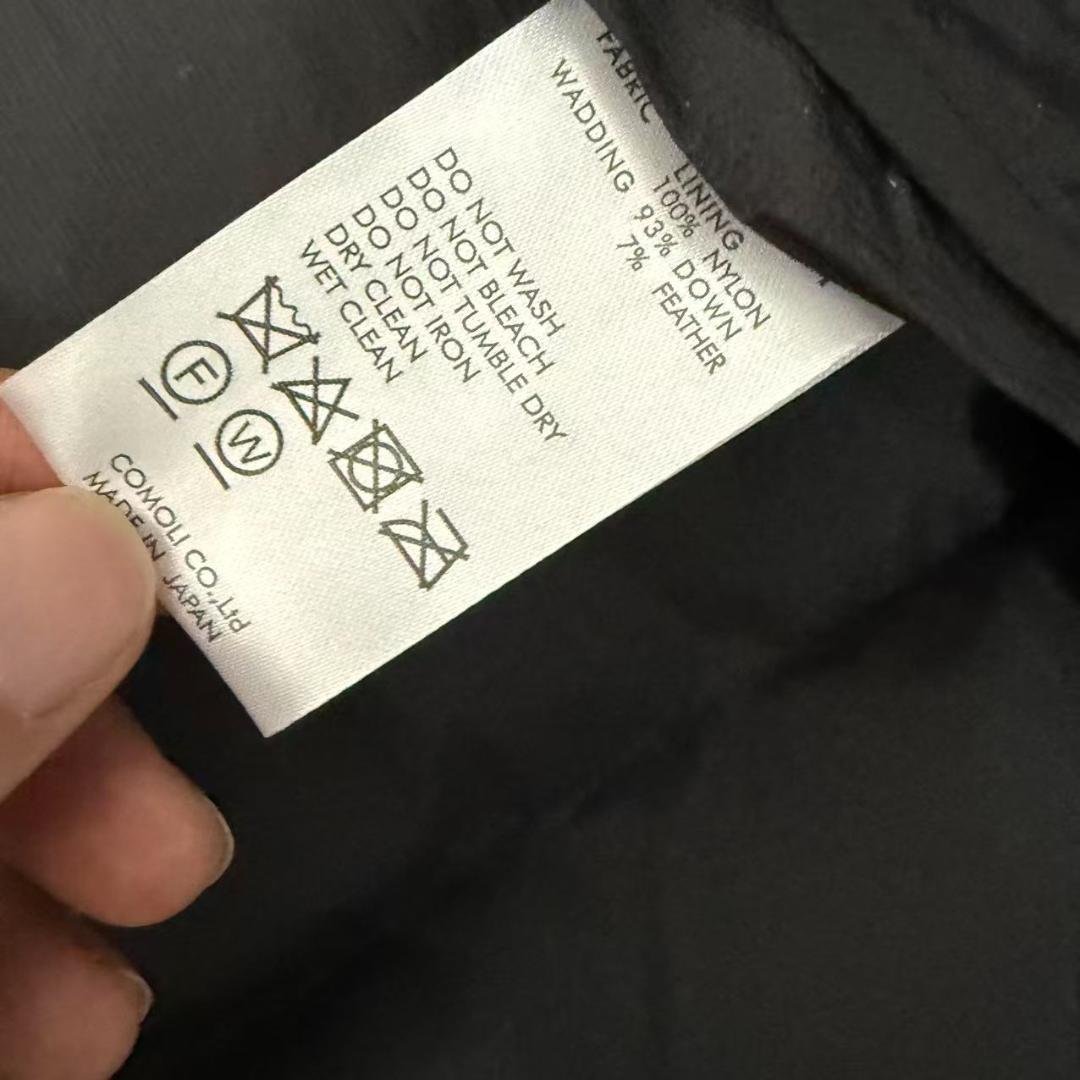 FABRIC LINING
100% NYLON
WADDING 93% DOWN
7% FEATHER
DO NOT WASH
DO NOT BLEACH
DO NOT TUMBLE DRY
DO NOT IRON
DRY CLEAN
WET CLEAN
F W
COMOLI CO.,Ltd
MADE IN JAPAN